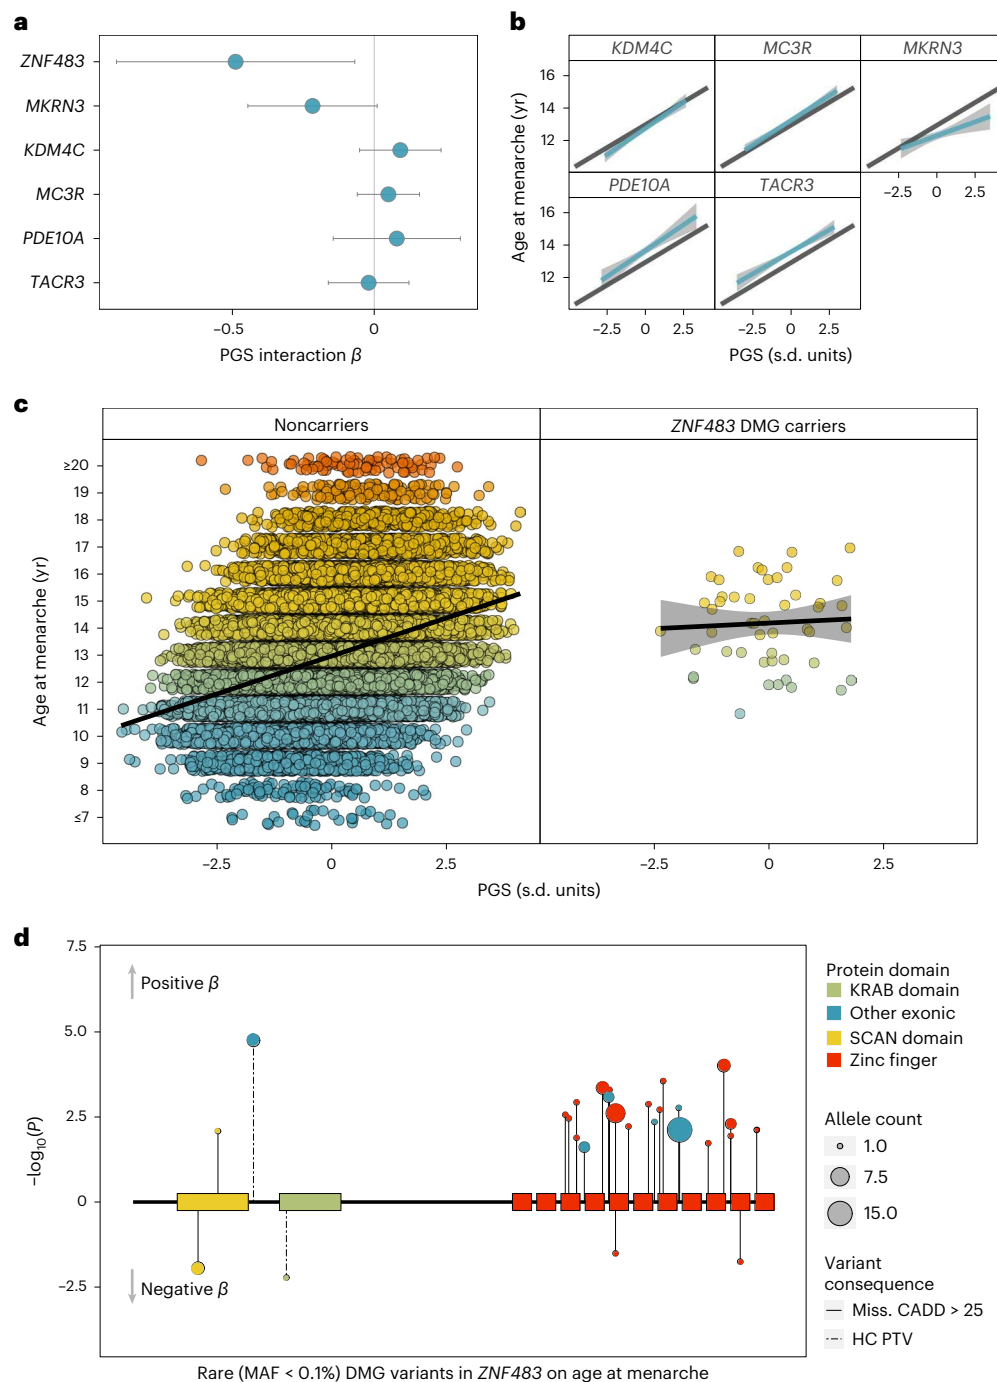 a
ZNF483
MKRN3
KDM4C
MC3R
PDE10A
TACR3
−0.5 0
PGS interaction β
b
KDM4C MC3R MKRN3
16
14
12
Age at menarche (yr)
−2.5 0 2.5
PDE10A TACR3
16
14
12
−2.5 0 2.5 −2.5 0 2.5
PGS (s.d. units)
c
Noncarriers ZNF483 DMG carriers
≥20
19
18
17
16
15
14
13
12
11
10
9
8
≤7
Age at menarche (yr)
−2.5 0 2.5 −2.5 0 2.5
PGS (s.d. units)
d
7.5
5.0
2.5
0
−2.5
−log10(P)
Positive β
Negative β
Rare (MAF < 0.1%) DMG variants in ZNF483 on age at menarche
Protein domain
KRAB domain
Other exonic
SCAN domain
Zinc finger
Allele count
1.0
7.5
15.0
Variant
consequence
Miss. CADD > 25
HC PTV